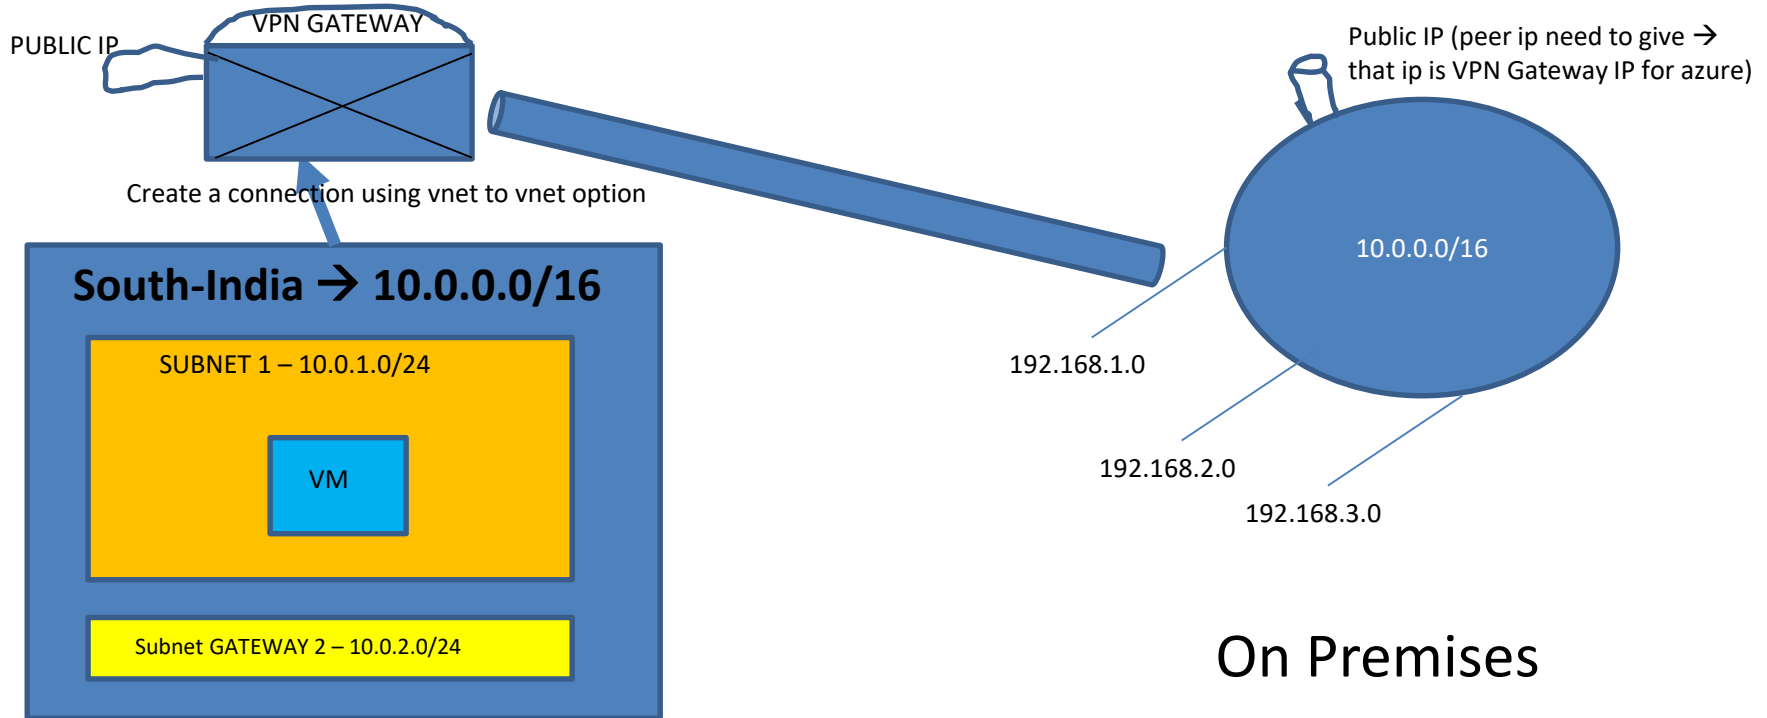 VPN GATEWAY
PUBLIC IP
Create a connection using vnet to vnet option
South-India → 10.0.0.0/16
SUBNET 1 – 10.0.1.0/24
VM
Subnet GATEWAY 2 – 10.0.2.0/24
Public IP (peer ip need to give →
that ip is VPN Gateway IP for azure)
10.0.0.0/16
192.168.1.0
192.168.2.0
192.168.3.0
On Premises